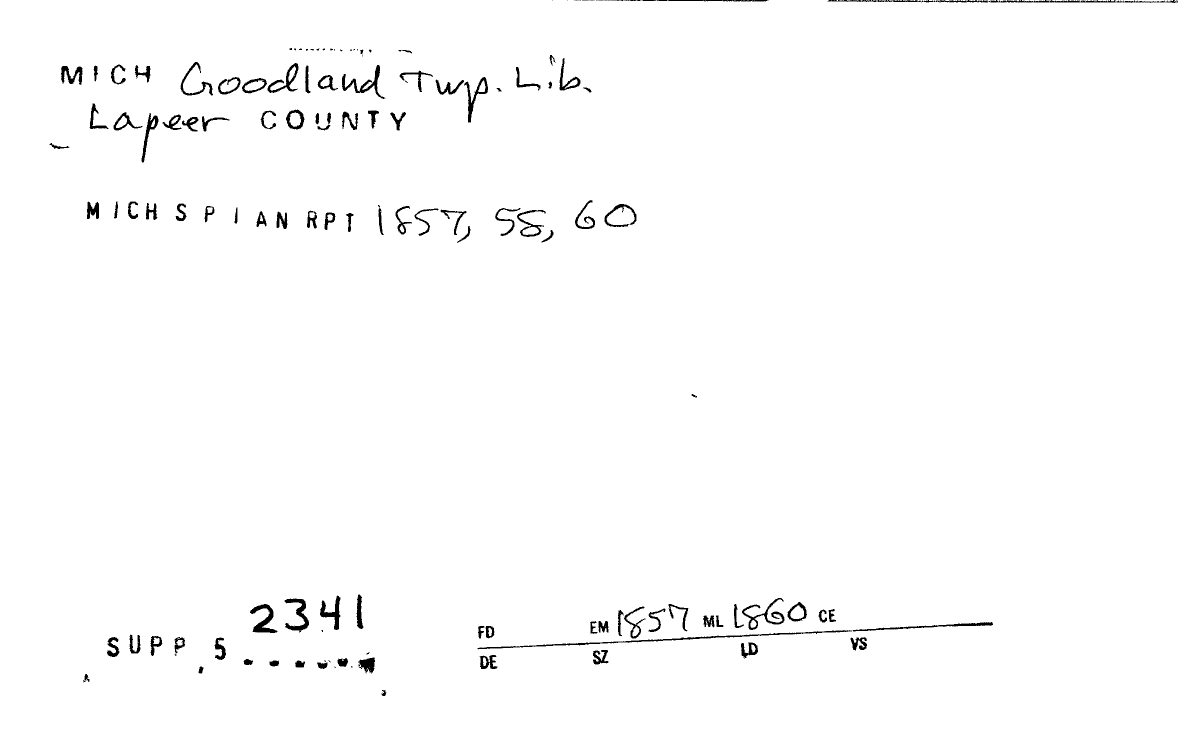 MICH Goodland Twp. Lib.
Lapeer COUNTY
MICH S P I AN RPT 1857, 58, 60
2341
SUPP. 5 ......
FD EM 1857 ML 1860 CE
DE SZ LD VS